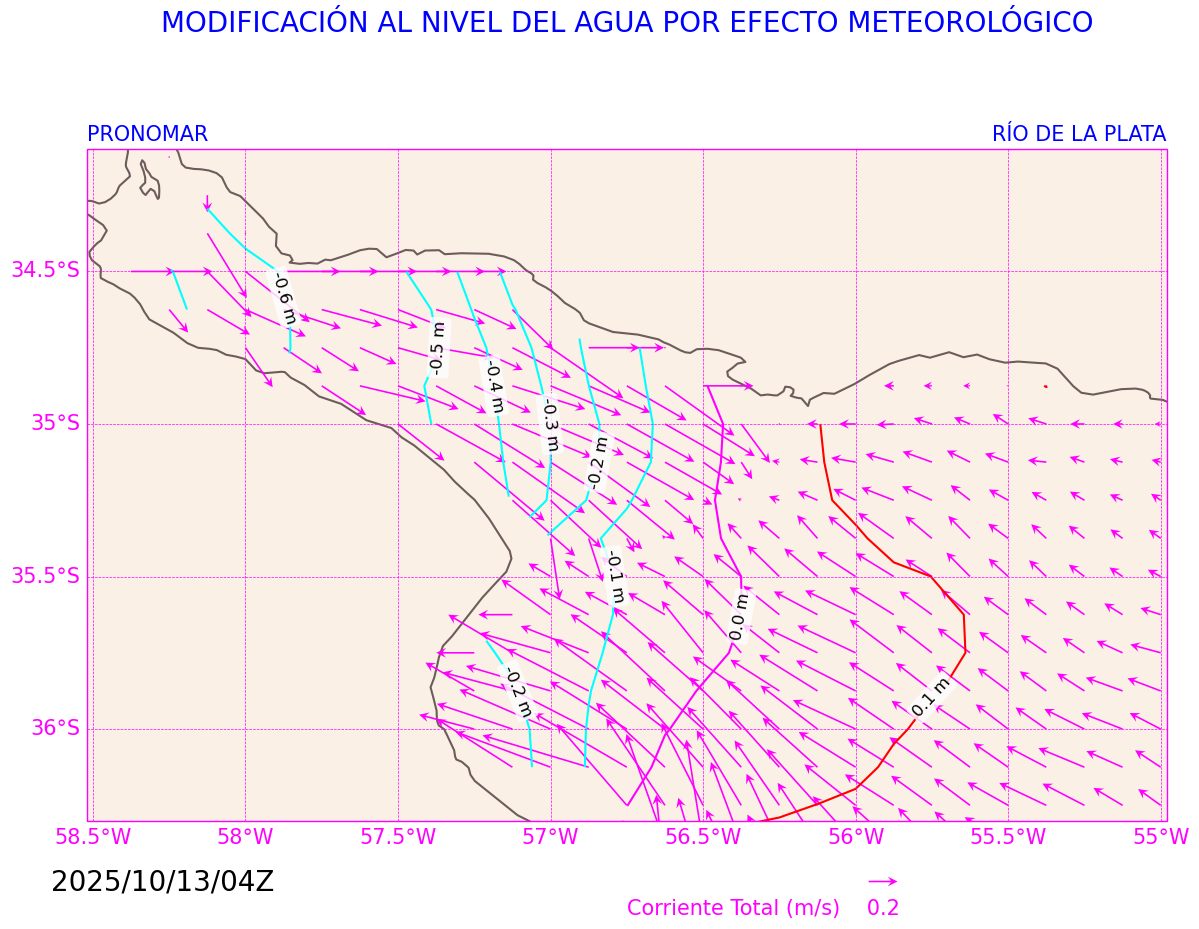 MODIFICACIÓN AL NIVEL DEL AGUA POR EFECTO METEOROLÓGICO
PRONOMAR
RÍO DE LA PLATA
34.5°S
35°S
35.5°S
36°S
-0.6 m
-0.5 m
-0.4 m
-0.3 m
-0.2 m
-0.1 m
0.0 m
-0.2 m
0.1 m
58.5°W
58°W
57.5°W
57°W
56.5°W
56°W
55.5°W
55°W
2025/10/13/04Z
Corriente Total (m/s) 0.2